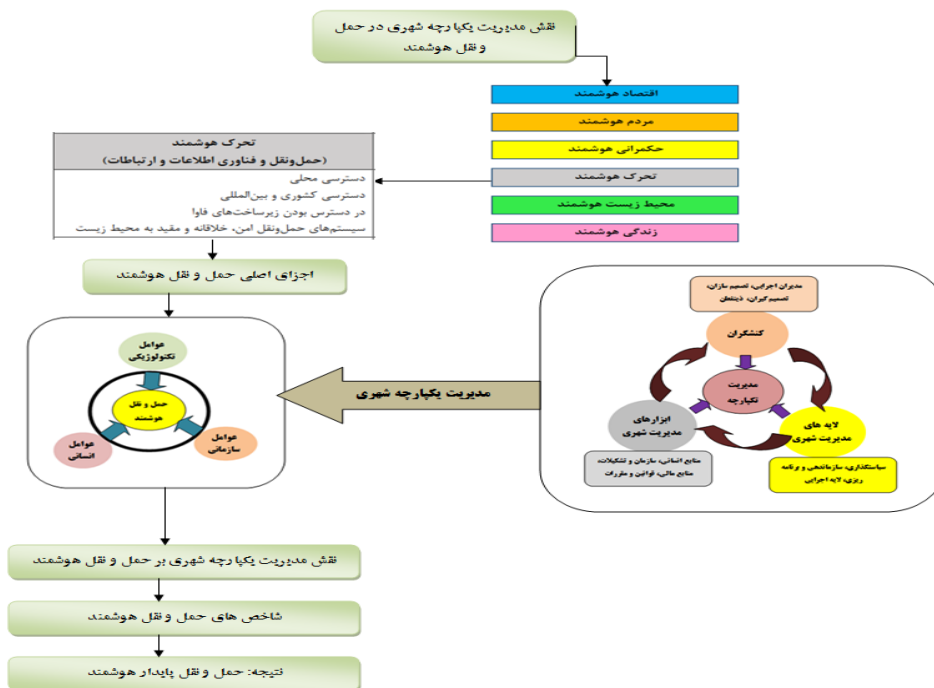 نقش مدیریت یکپارچه شهری در حمل
و نقل هوشمند
اقتصاد هوشمند
مردم هوشمند
حکمرانی هوشمند
تحرک هوشمند
محیط زیست هوشمند
زندگی هوشمند
تحرک هوشمند
(حمل‌ونقل و فناوری اطلاعات و ارتباطات)
دسترسی محلی
دسترسی کشوری و بین‌المللی
در دسترس بودن زیرساخت‌های فاوا
سیستم‌های حمل‌ونقل امن، خلاقانه و مقید به محیط زیست
اجزای اصلی حمل و نقل هوشمند
عوامل
تکنولوژیکی
حمل و نقل
هوشمند
عوامل
سازمانی
عوامل
انسانی
مدیریت یکپارچه شهری
مدیران اجرایی، تصمیم سازان،
تصمیم گیران، ذینفعان
کنشگران
مدیریت
یکپارچه
ابزارهای
مدیریت شهری
لایه های
مدیریت شهری
منابع انسانی، سازمان و تشکیلات،
منابع مالی، قوانین و مقررات
سیاستگذاری، سازماندهی و برنامه
ریزی، لایه اجرایی
نقش مدیریت یکپارچه شهری بر حمل و نقل هوشمند
شاخص های حمل و نقل هوشمند
نتیجه: حمل و نقل پایدار هوشمند